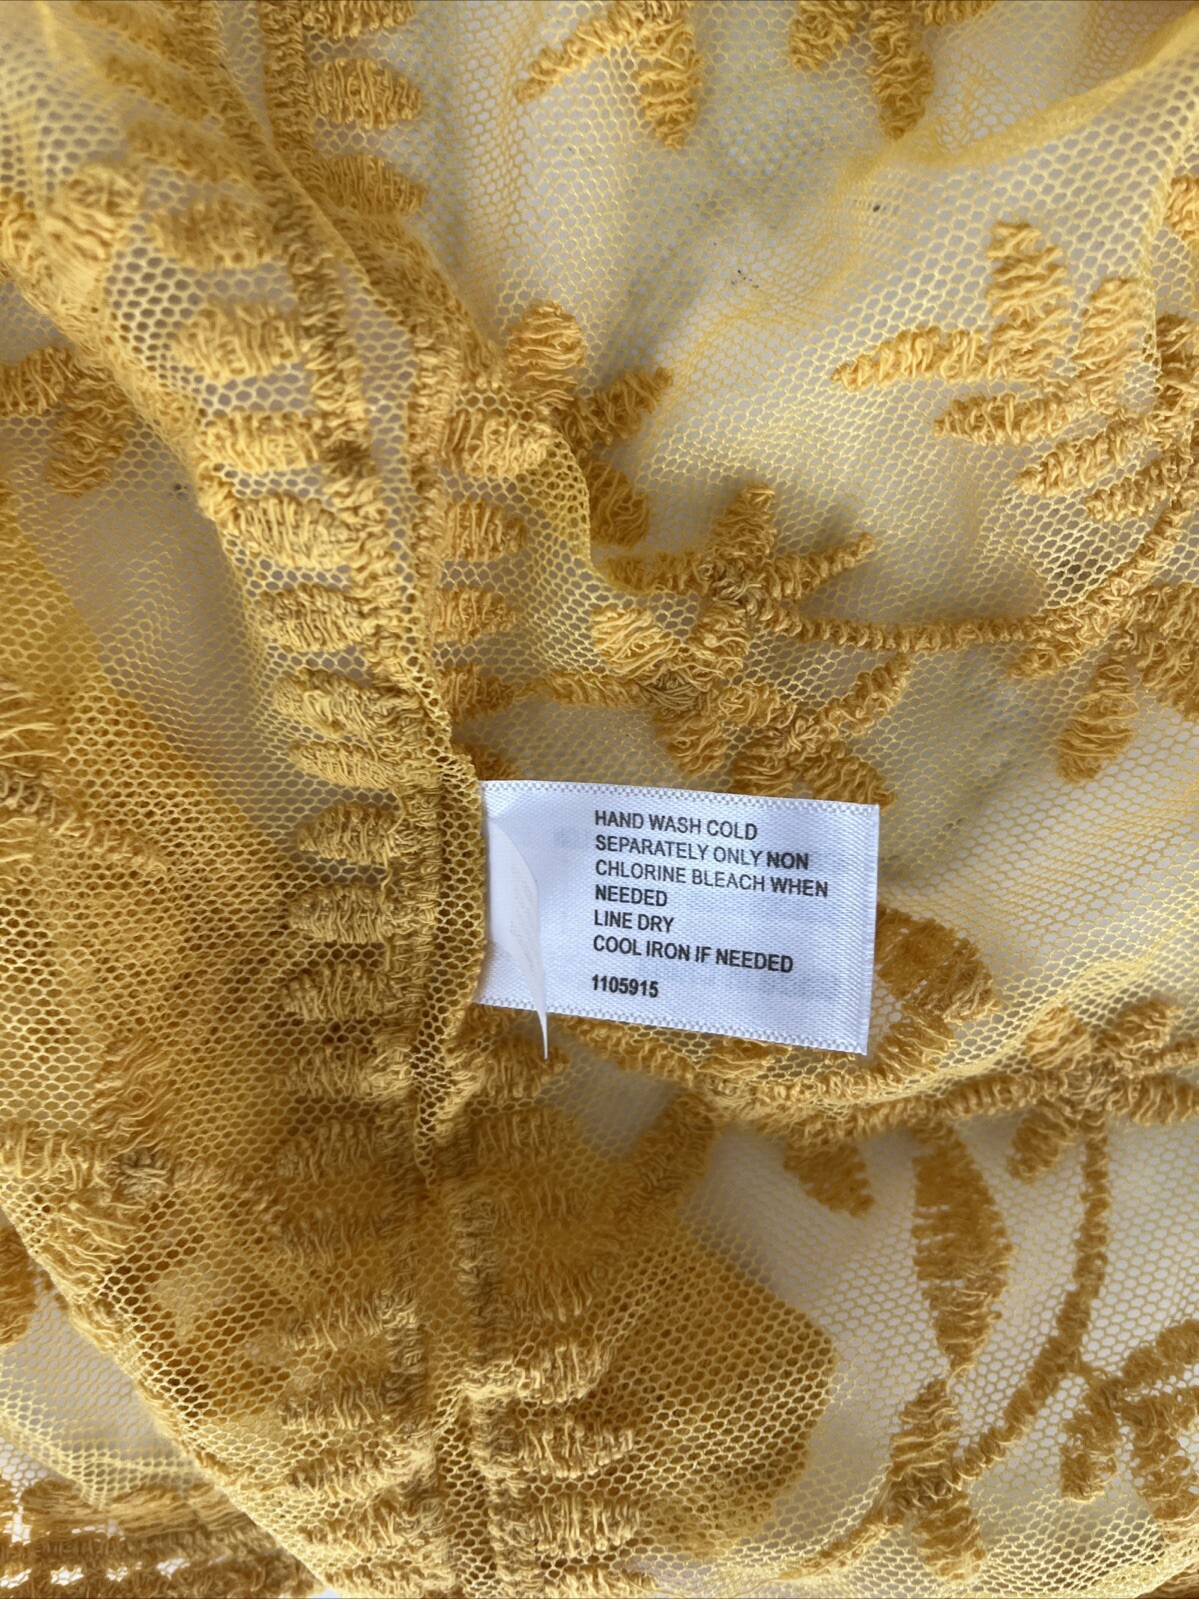 HAND WASH COLD
SEPARATELY ONLY NON
CHLORINE BLEACH WHEN
NEEDED
LINE DRY
COOL IRON IF NEEDED
1105915